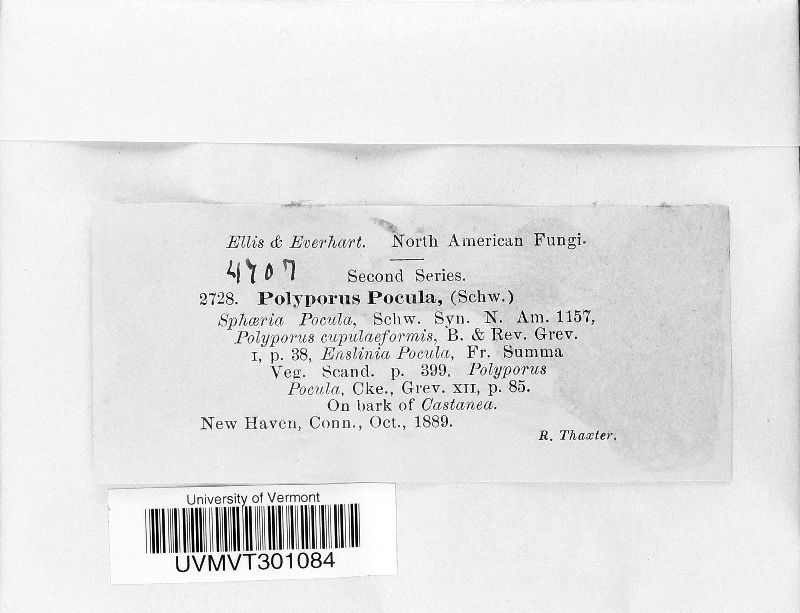 Ellis & Everhart. North American Fungi.
4707 Second Series.
2728. Polyporus Pocula, (Schw.)
Sphæria Pocula, Schw. Syn. N. Am. 1157,
Polyporus cupulaeformis, B. & Rev. Grev.
I, p. 38, Enslinia Pocula, Fr. Summa
Veg. Scand. p. 399, Polyporus
Pocula, Cke., Grev. XII, p. 85.
On bark of Castanea.
New Haven, Conn., Oct., 1889.
R. Thaxter.
University of Vermont
UVMVT301084